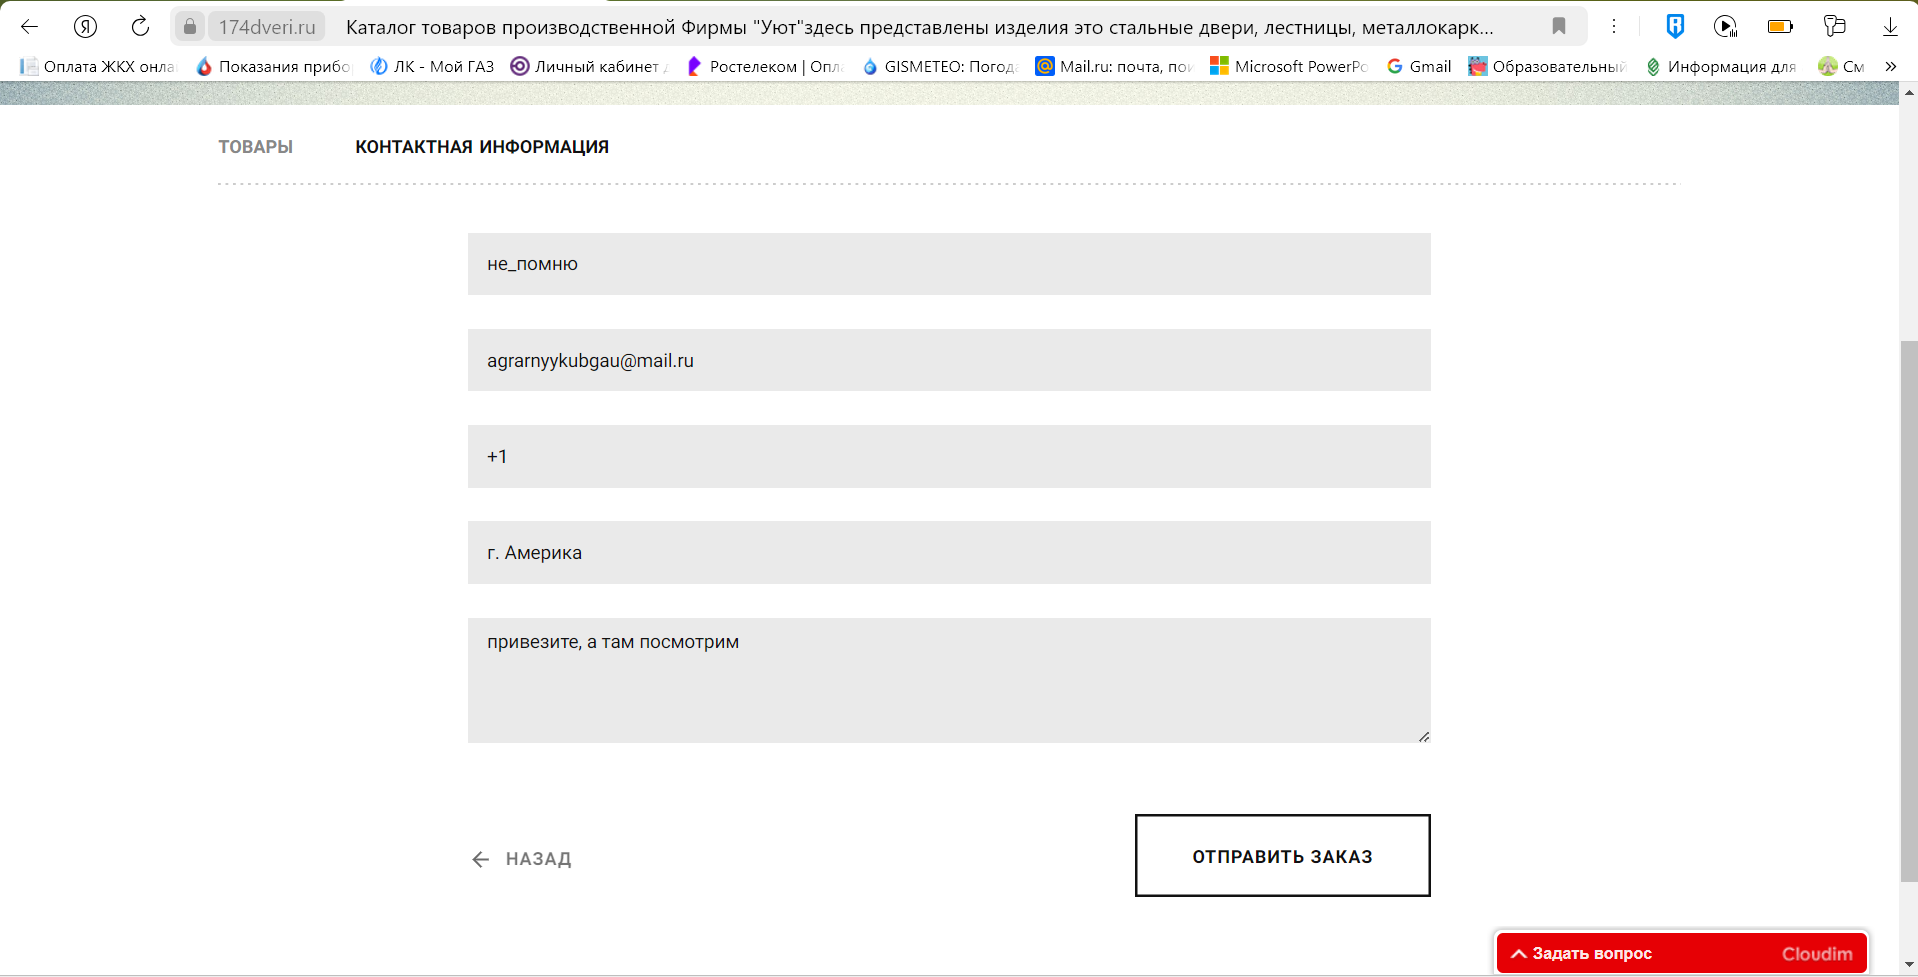 174dveri.ru Каталог товаров производственной Фирмы "Уют"здесь представлены изделия это стальные двери, лестницы, металлокарк...
Оплата ЖКХ онла Показания прибо ЛК - Мой ГАЗ Личный кабинет Ростелеком | Опл GISMETEO: Погод Mail.ru: почта, пои Microsoft PowerPo Gmail Образовательный Информация для См »
ТОВАРЫ КОНТАКТНАЯ ИНФОРМАЦИЯ
не_помню
agrarnyykubgau@mail.ru
+1
г. Америка
привезите, а там посмотрим
НАЗАД ОТПРАВИТЬ ЗАКАЗ
Задать вопрос Cloudim